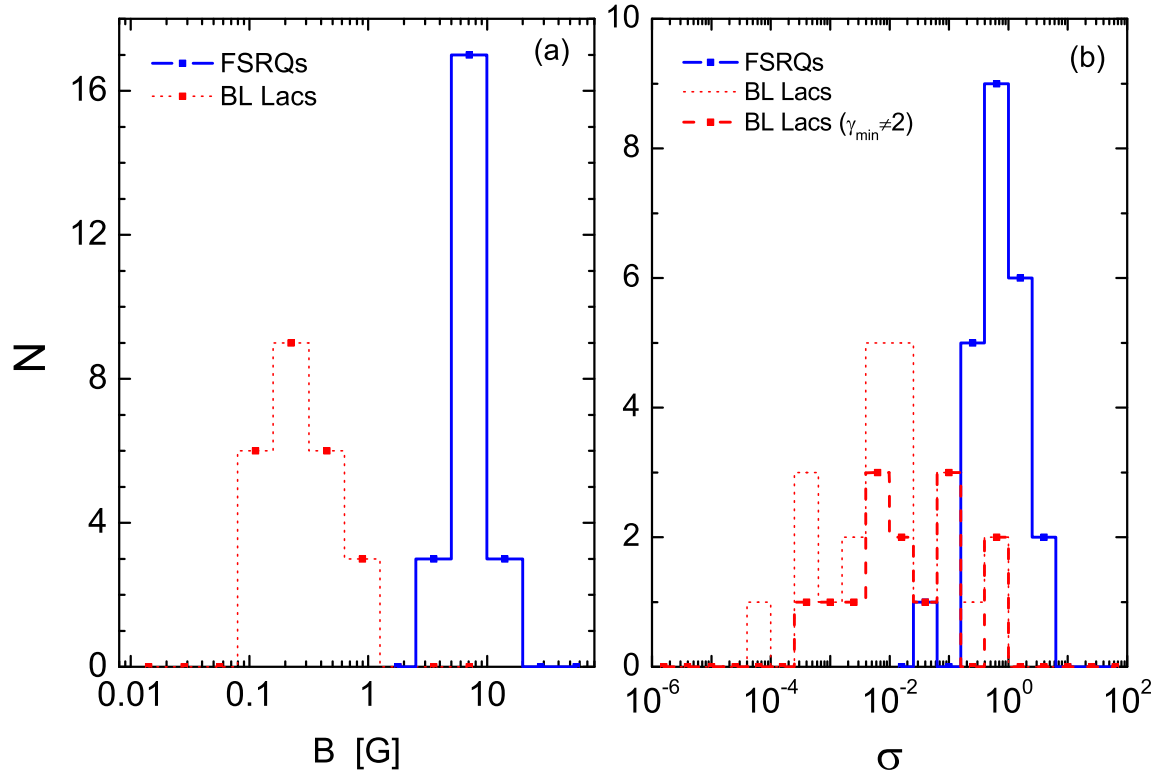 (a)
FSRQs
BL Lacs
16
12
8
4
0
N
0.01 0.1 1 10
B [G]
(b)
FSRQs
BL Lacs
BL Lacs (γmin≠2)
10
8
6
4
2
0
10⁻⁶ 10⁻⁴ 10⁻² 10⁰ 10²
σ